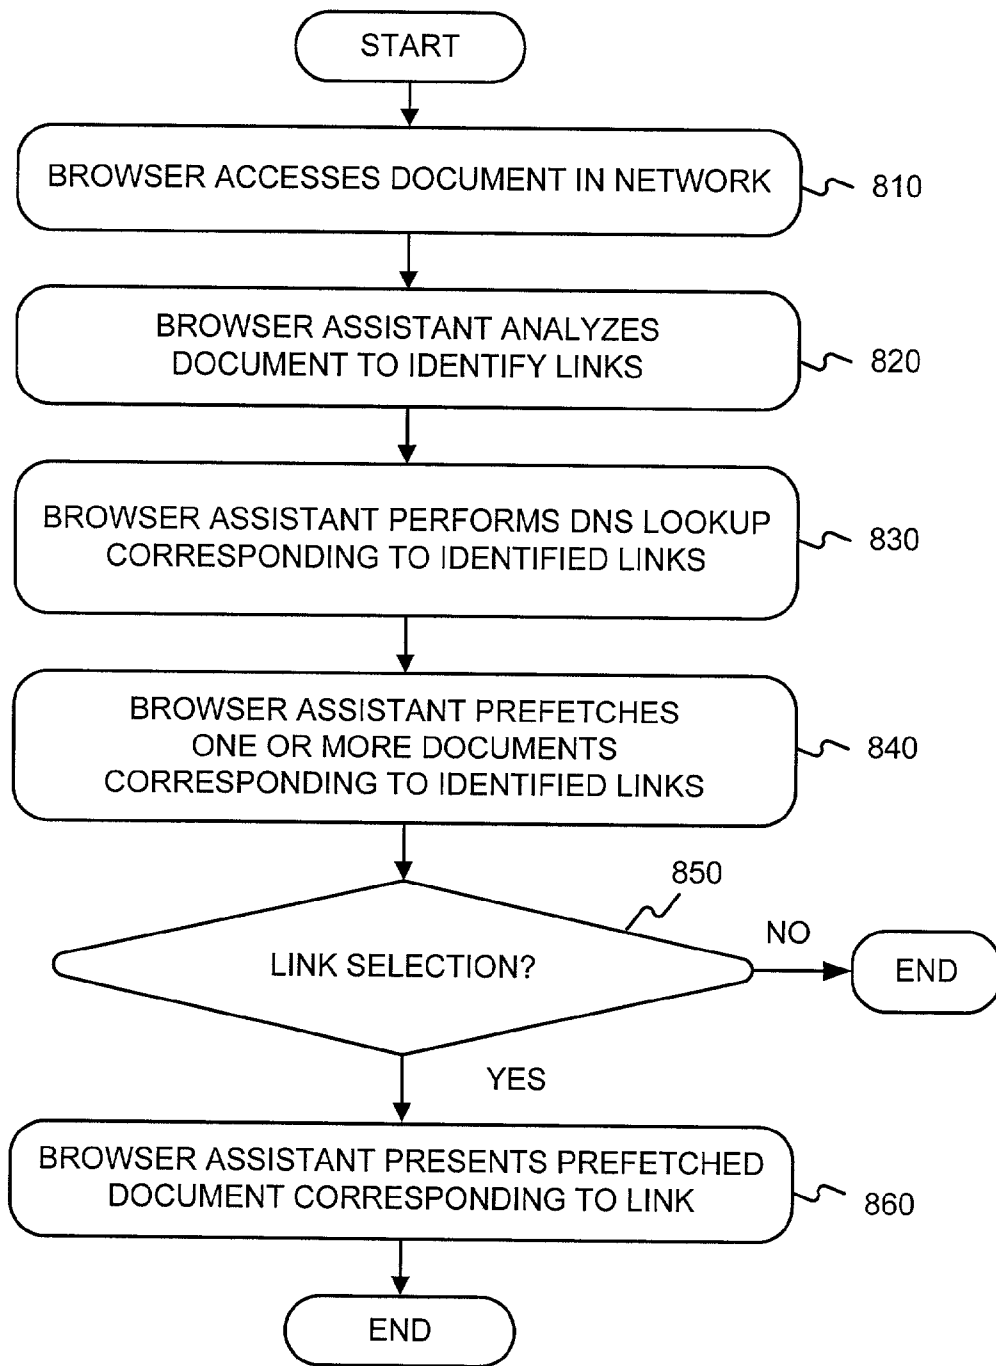 START
BROWSER ACCESSES DOCUMENT IN NETWORK
810
BROWSER ASSISTANT ANALYZES
DOCUMENT TO IDENTIFY LINKS
820
BROWSER ASSISTANT PERFORMS DNS LOOKUP
CORRESPONDING TO IDENTIFIED LINKS
830
BROWSER ASSISTANT PREFETCHES
ONE OR MORE DOCUMENTS
CORRESPONDING TO IDENTIFIED LINKS
840
850
LINK SELECTION?
NO
END
YES
BROWSER ASSISTANT PRESENTS PREFETCHED
DOCUMENT CORRESPONDING TO LINK
860
END